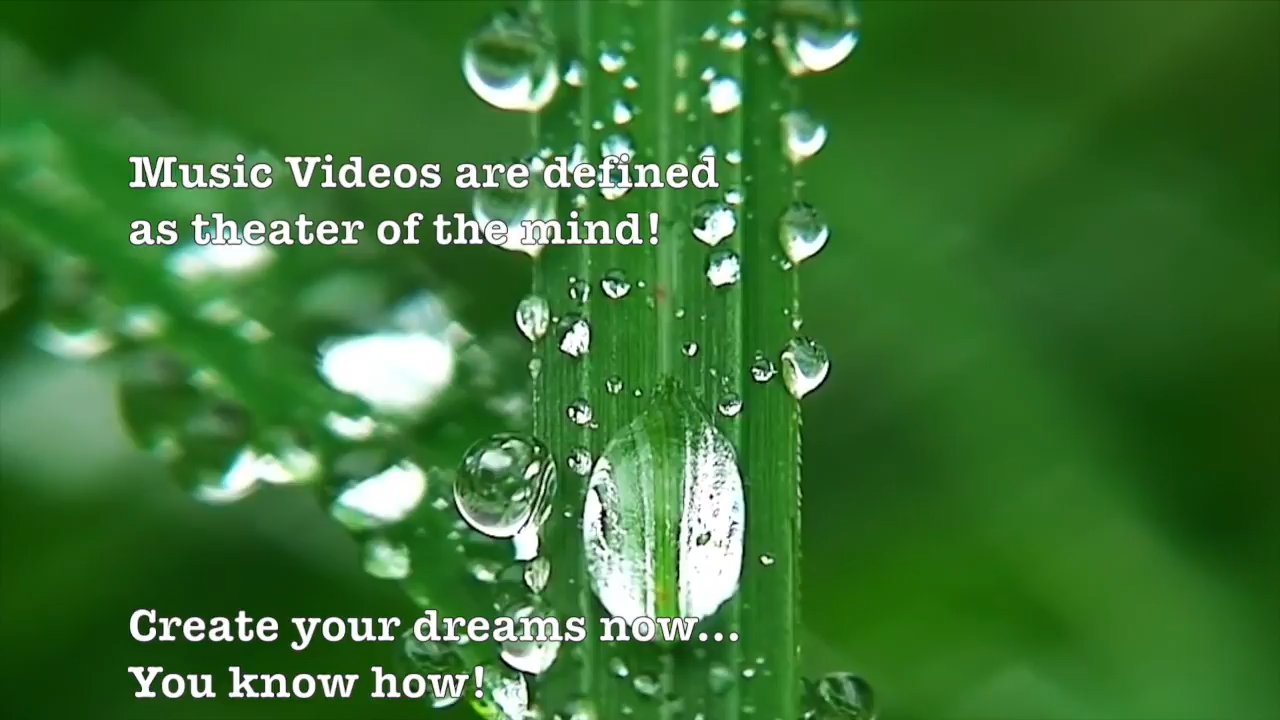 Music Videos are defined
as theater of the mind!
Create your dreams now...
You know how!